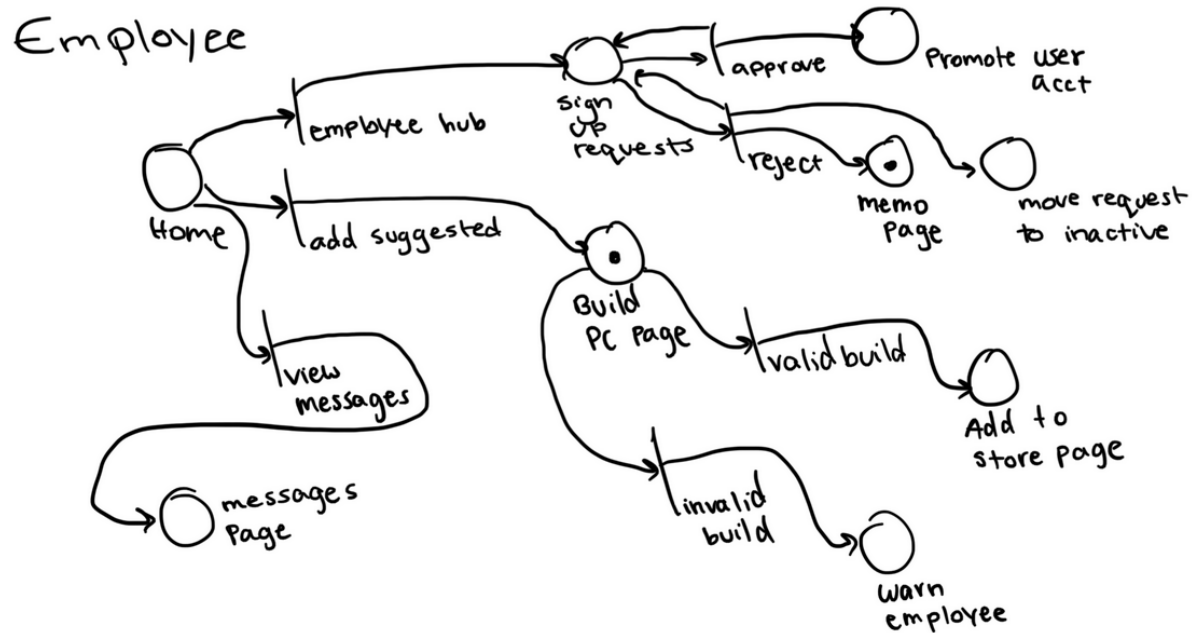 Employee
approve
Promote user
acct
sign
up
requests
employee hub
reject
memo
page
move request
to inactive
Home
add suggested
Build
PC Page
valid build
view
messages
Add to
store page
messages
Page
invalid
build
warn
employee